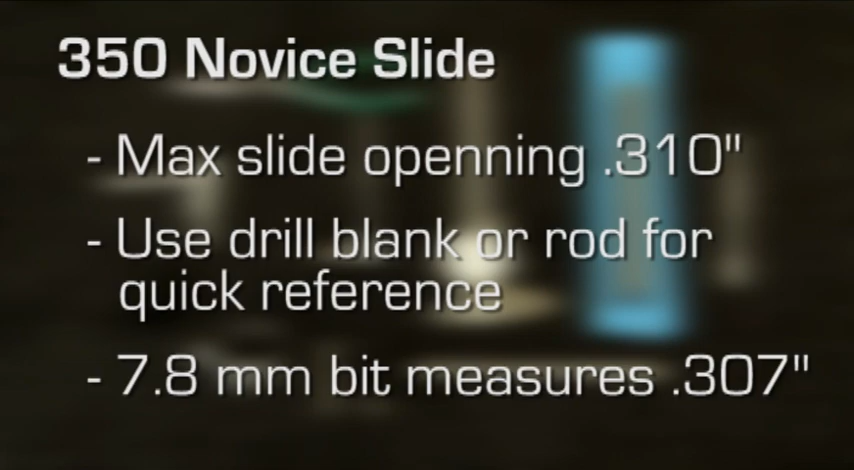 350 Novice Slide
- Max slide openning .310"
- Use drill blank or rod for
quick reference
- 7.8 mm bit measures .307"